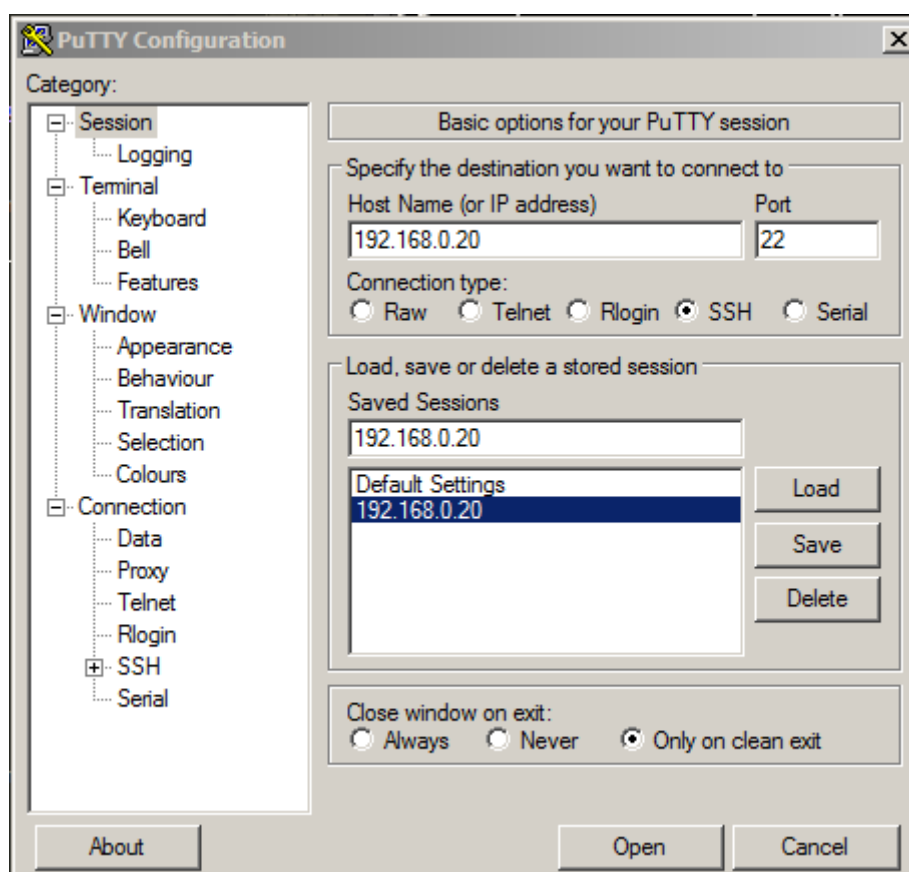 PuTTY Configuration
Category:
Session
Logging
Terminal
Keyboard
Bell
Features
Window
Appearance
Behaviour
Translation
Selection
Colours
Connection
Data
Proxy
Telnet
Rlogin
SSH
Serial
Basic options for your PuTTY session
Specify the destination you want to connect to
Host Name (or IP address) Port
192.168.0.20 22
Connection type:
Raw Telnet Rlogin SSH Serial
Load, save or delete a stored session
Saved Sessions
192.168.0.20
Default Settings
192.168.0.20
Load
Save
Delete
Close window on exit:
Always Never Only on clean exit
About Open Cancel